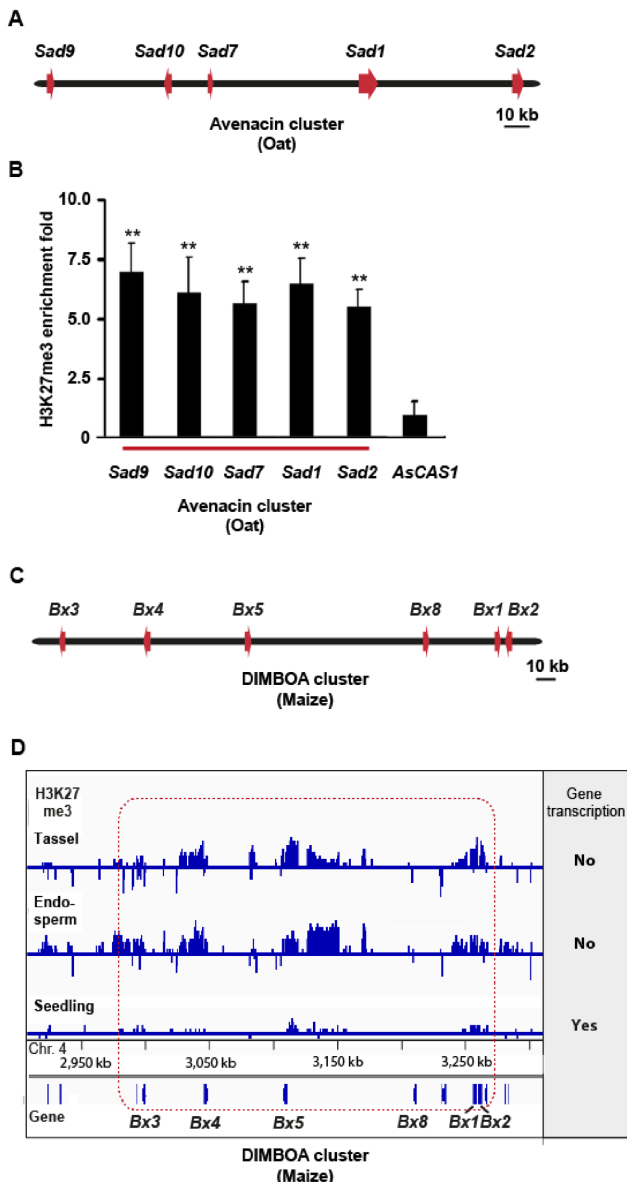 A
Sad9 Sad10 Sad7 Sad1 Sad2
Avenacin cluster
(Oat)
10 kb
B
H3K27me3 enrichment fold
10.0
7.5
5.0
2.5
0
** ** ** ** **
Sad9 Sad10 Sad7 Sad1 Sad2 AsCAS1
Avenacin cluster
(Oat)
C
Bx3 Bx4 Bx5 Bx8 Bx1 Bx2
DIMBOA cluster
(Maize)
10 kb
D
H3K27
me3
Gene
transcription
Tassel
No
Endo-
sperm
No
Seedling
Yes
Chr. 4
2,950 kb 3,050 kb 3,150 kb 3,250 kb
Gene
Bx3 Bx4 Bx5 Bx8 Bx1 Bx2
DIMBOA cluster
(Maize)